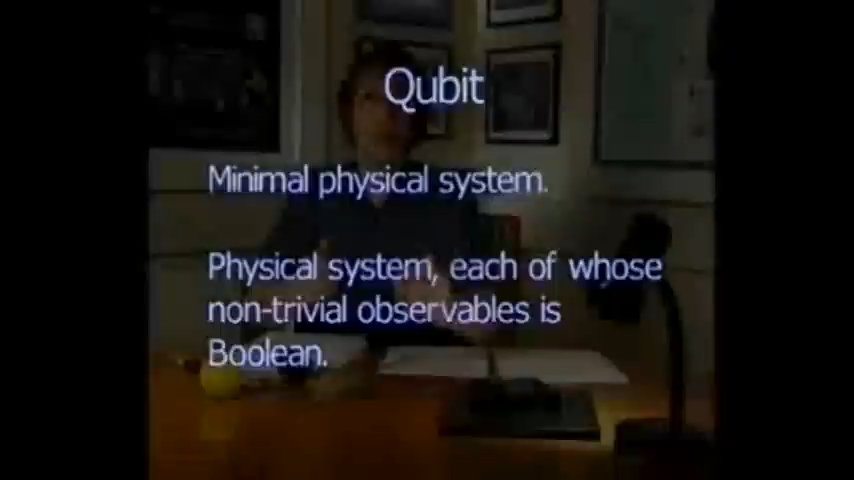 Qubit
Minimal physical system.
Physical system, each of whose
non-trivial observables is
Boolean.